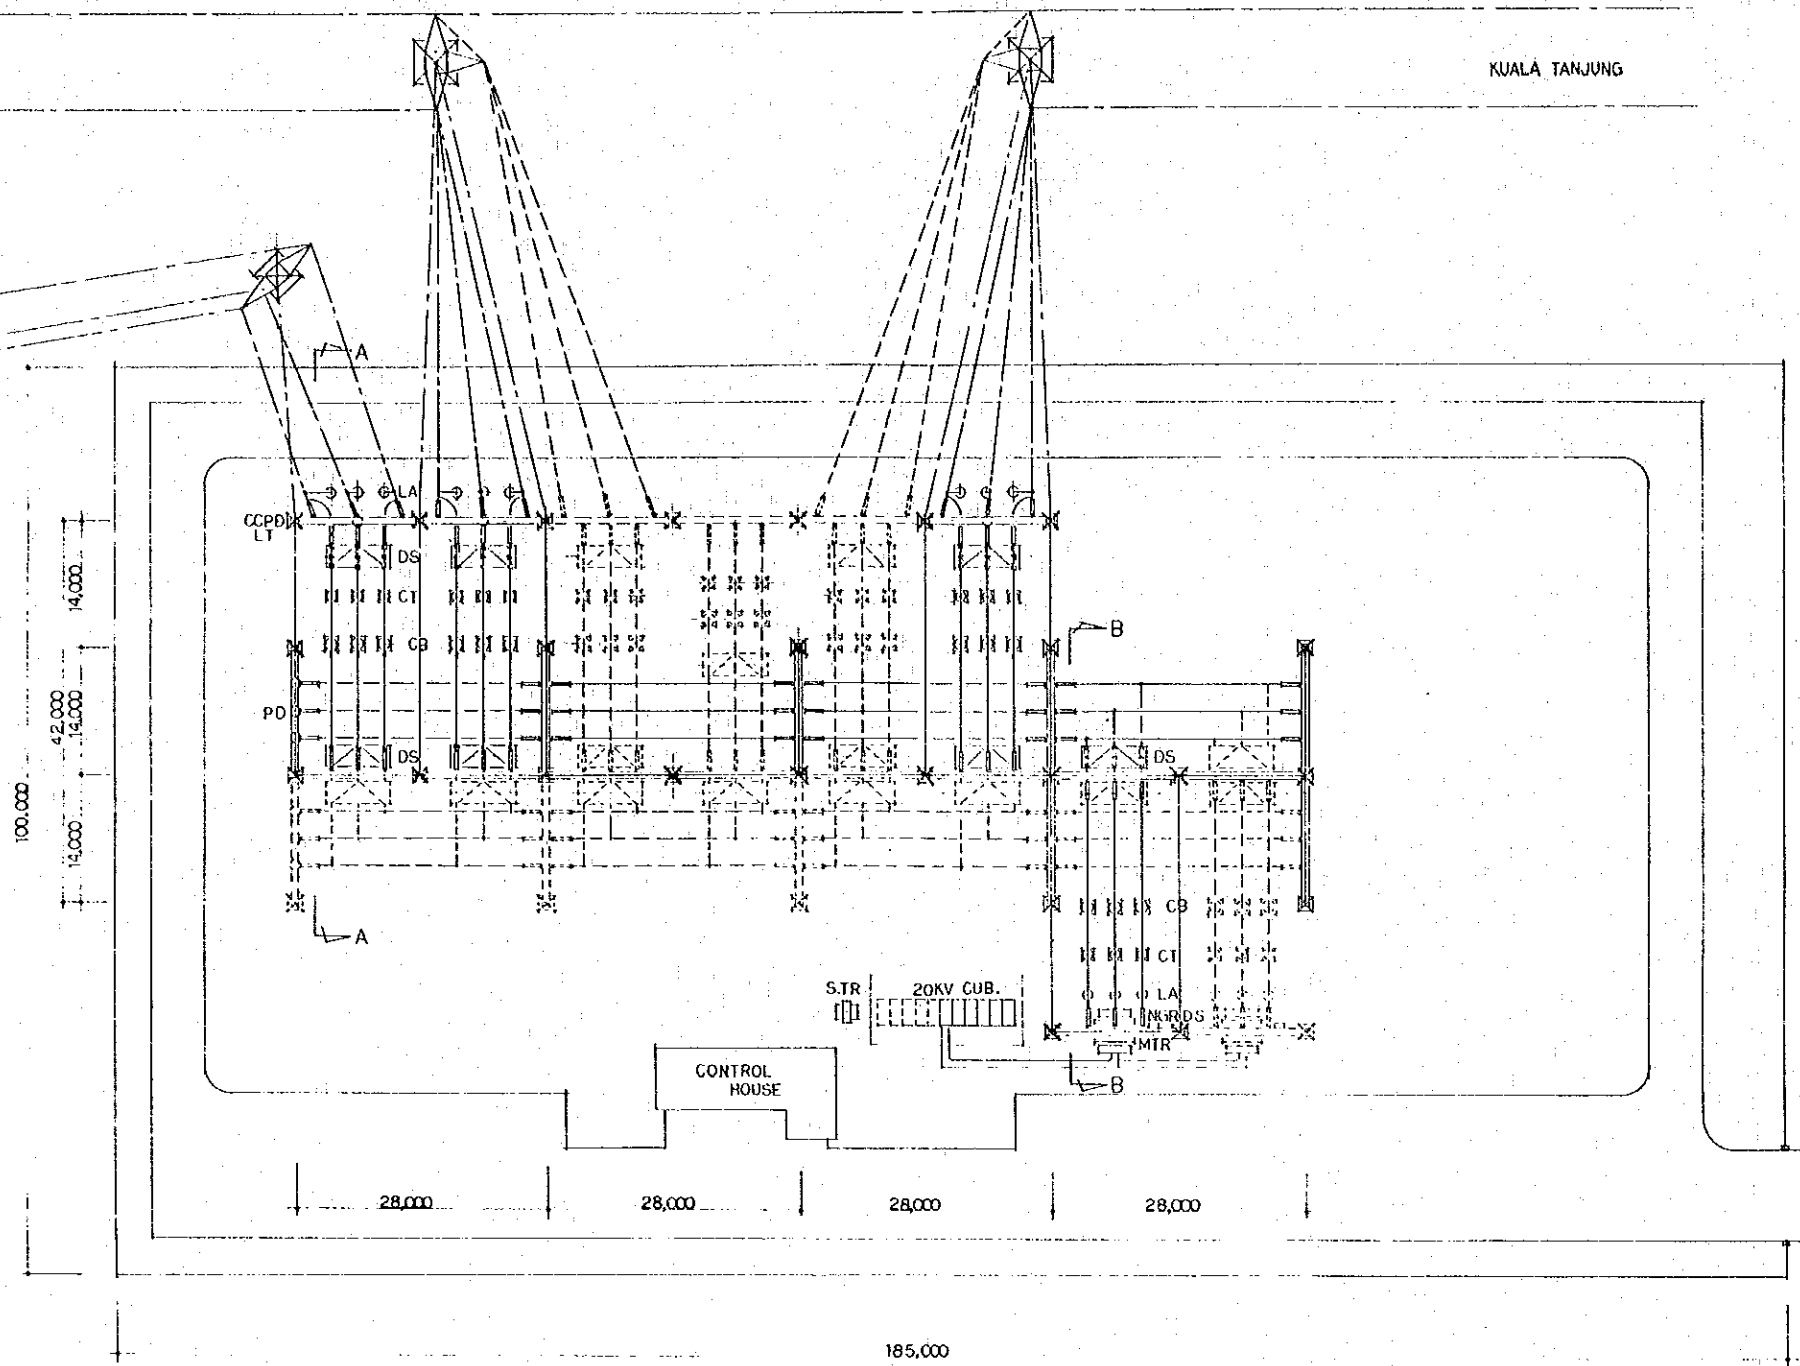 KUALA TANJUNG
A
LA
CCPD
LT
DS
CT
CB
B
14,000
PD
42,000
14,000
DS
DS
100.000
14,000
CB
A
CT
S.TR
20KV CUB.
LA
NGRDS
MTR
CONTROL
HOUSE
B
28,000
28,000
28,000
28,000
185,000